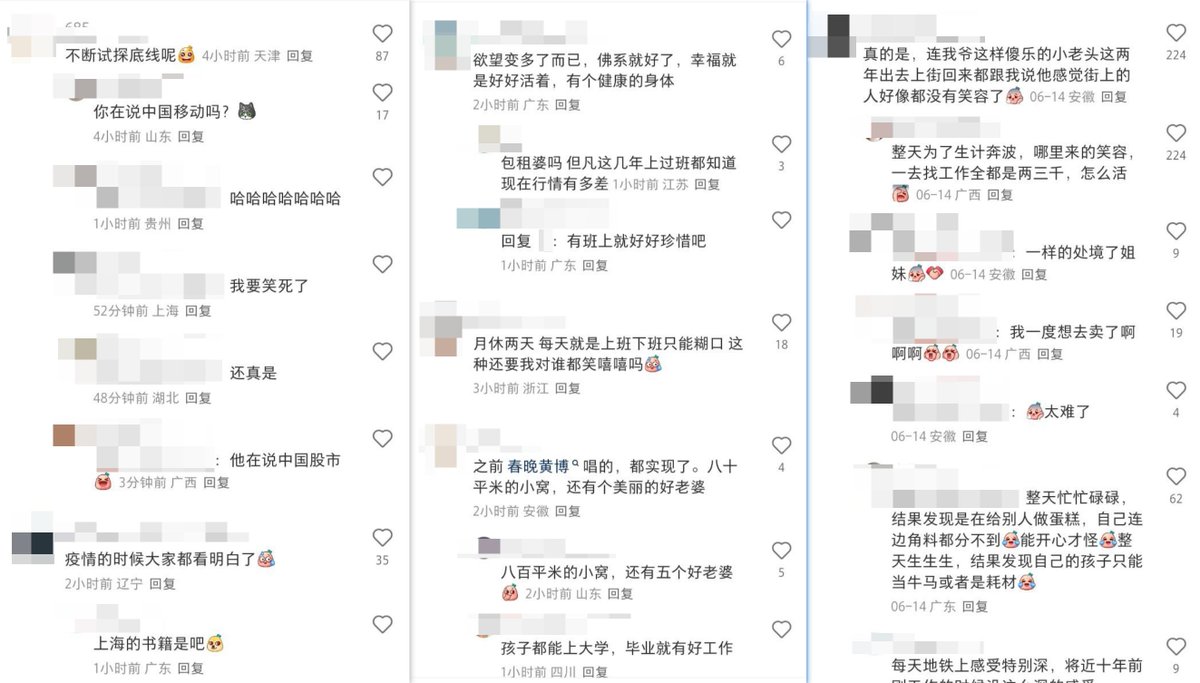 不断试探底线呢 4小时前 天津 回复
87
你在说中国移动吗？
17
4小时前 山东 回复
哈哈哈哈哈哈哈
1小时前 贵州 回复
我要笑死了
52分钟前 上海 回复
还真是
48分钟前 湖北 回复
：他在说中国股市
3分钟前 广西 回复
疫情的时候大家都看明白了
35
2小时前 辽宁 回复
上海的书籍是吧
1小时前 广东 回复
欲望变多了而已，佛系就好了，幸福就
6
是好好活着，有个健康的身体
2小时前 广东 回复
包租婆吗 但凡这几年上过班都知道
3
现在行情有多差 1小时前 江苏 回复
回复 ：有班上就好好珍惜吧
1小时前 广东 回复
月休两天 每天就是上班下班只能糊口 这
18
种还要我对谁都笑嘻嘻吗
3小时前 浙江 回复
之前 春晚黄博 唱的，都实现了。八十
4
平米的小窝，还有个美丽的好老婆
2小时前 安徽 回复
八百平米的小窝，还有五个好老婆
5
2小时前 山东 回复
孩子都能上大学，毕业就有好工作
1小时前 四川 回复
真的是，连我爷这样傻乐的小老头这两
224
年出去上街回来都跟我说他感觉街上的
人好像都没有笑容了 06-14 安徽 回复
整天为了生计奔波，哪里来的笑容，
224
一去找工作全都是两三千，怎么活
06-14 广西 回复
：一样的处境了姐
9
妹 06-14 安徽 回复
：我一度想去卖了啊
19
啊啊 06-14 广西 回复
：太难了
4
06-14 安徽 回复
整天忙忙碌碌，
62
结果发现是在给别人做蛋糕，自己连
边角料都分不到能开心才怪整
天生生生，结果发现自己的孩子只能
当牛马或者是耗材
06-14 广东 回复
每天地铁上感受特别深，将近十年前
9